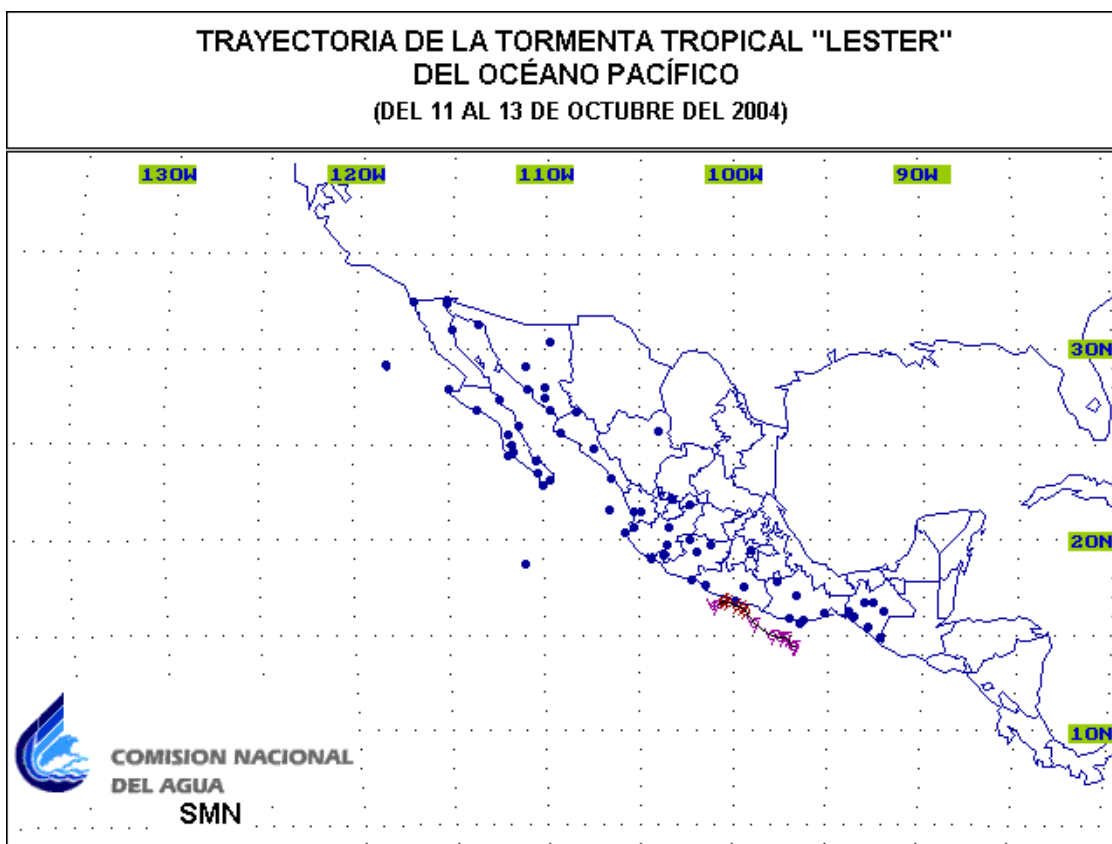 TRAYECTORIA DE LA TORMENTA TROPICAL "LESTER"
DEL OCÉANO PACÍFICO
(DEL 11 AL 13 DE OCTUBRE DEL 2004)
130W 120W 110W 100W 90W
30N
20N
10N
COMISION NACIONAL
DEL AGUA
SMN